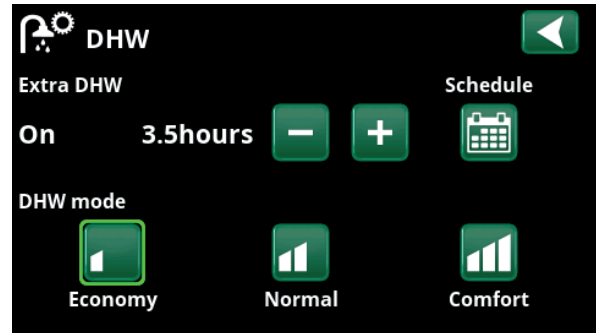 DHW
Extra DHW Schedule
On 3.5hours
DHW mode
Economy Normal Comfort